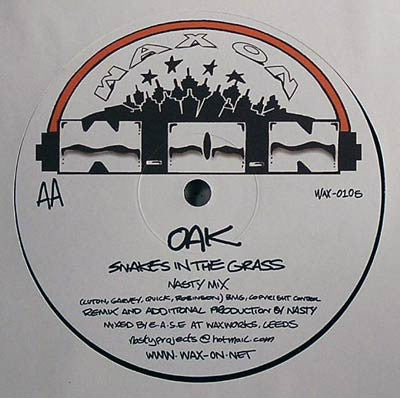 WAX ON
AA
WAX-0105
OAK
SNAKES IN THE GRASS
NASTY MIX
(LUTON, GARVEY, QUICK, ROBINSON) BMG, COPYRIGHT CONTROL
REMIX AND ADDITIONAL PRODUCTION BY NASTY
MIXED BY E.A.S.E AT WAXWORKS, LEEDS
nastyprojects@hotmail.com
WWW.WAX-ON.NET